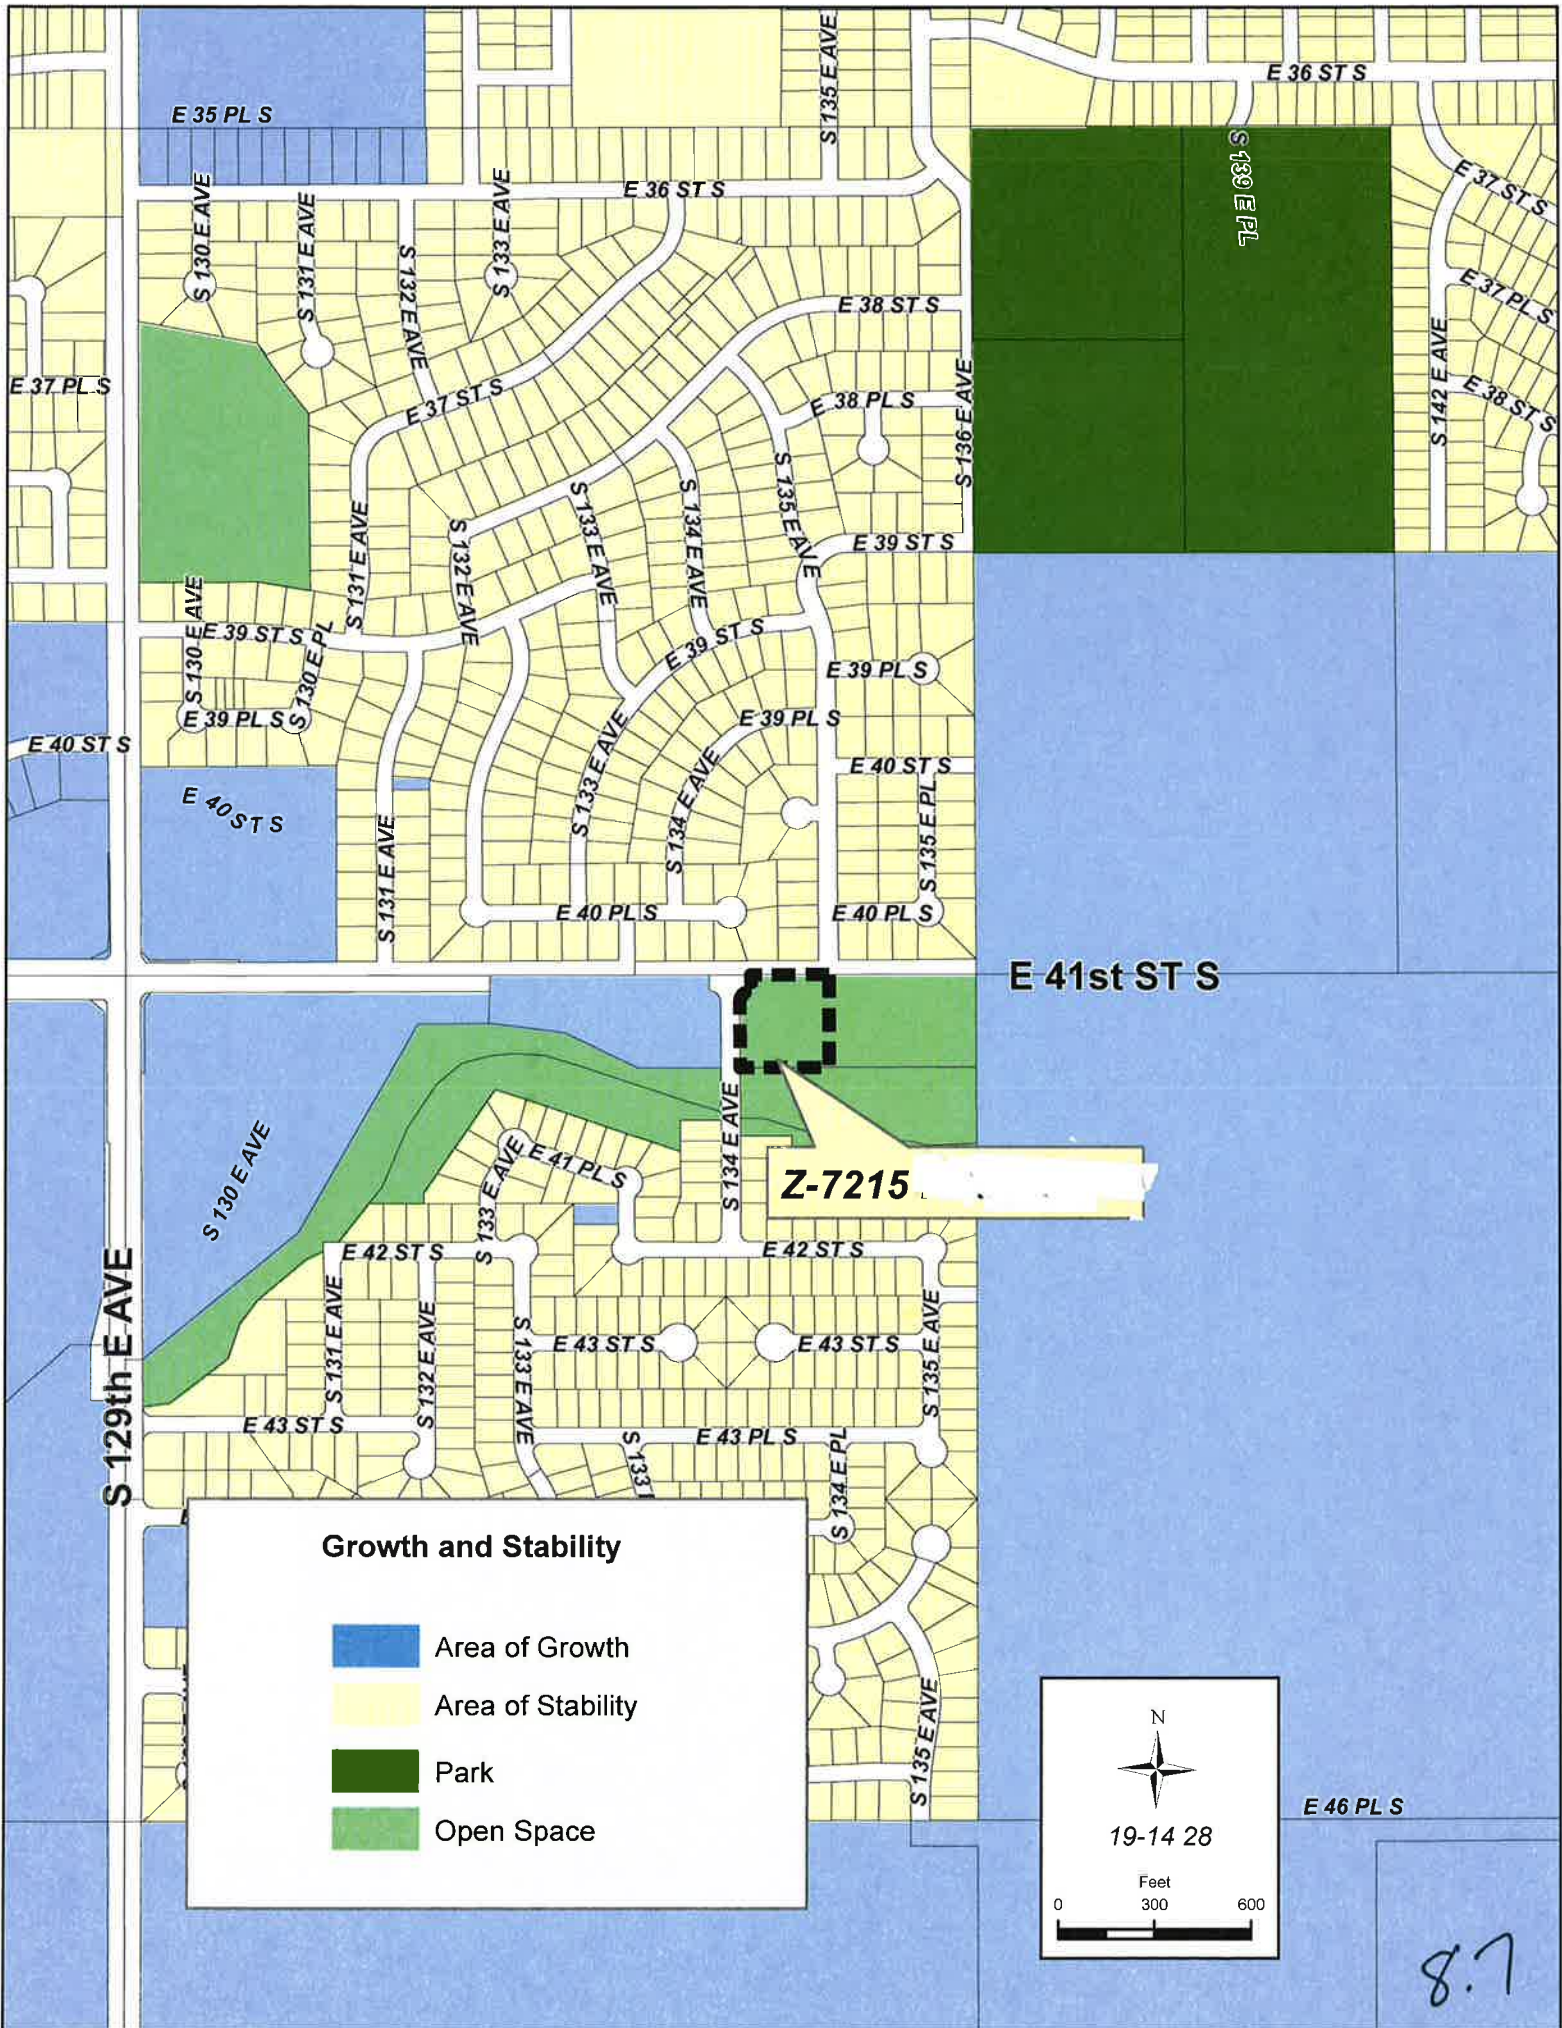 S 135 E AVE
E 36 ST S
E 35 PL S
S 139 E PL
E 37 ST S
S 130 E AVE
S 131 E AVE
S 132 E AVE
S 133 E AVE
E 36 ST S
E 37 PL S
E 38 ST S
E 37 PL S
E 37 ST S
E 38 PL S
S 136 E AVE
S 142 E AVE
E 38 ST S
S 131 E AVE
S 132 E AVE
S 133 E AVE
S 134 E AVE
S 135 E AVE
E 39 ST S
S 130 E AVE
E 39 ST S
S 130 E PL
E 39 ST S
E 39 PL S
E 39 PL S
E 39 PL S
E 40 ST S
S 133 E AVE
S 134 E AVE
E 40 ST S
E 40 ST S
S 131 E AVE
S 135 E PL
E 40 PL S
E 40 PL S
E 41st ST S
S 130 E AVE
S 133 E AVE
E 41 PL S
S 134 E AVE
Z-7215
E 42 ST S
E 42 ST S
S 129th E AVE
S 131 E AVE
S 132 E AVE
S 133 E AVE
E 43 ST S
E 43 ST S
S 135 E AVE
E 43 ST S
S 133
E 43 PL S
S 134 E PL
Growth and Stability
Area of Growth
Area of Stability
Park
Open Space
S 135 E AVE
N
19-14 28
Feet
0 300 600
E 46 PL S
8.7